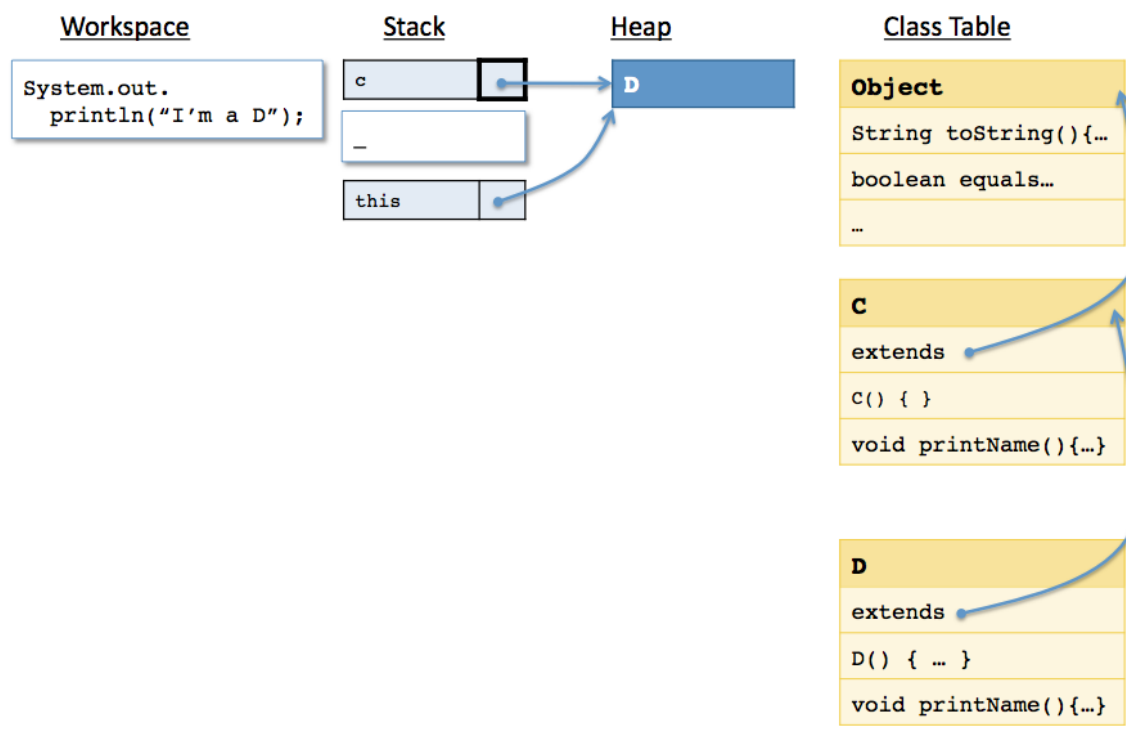 Workspace
System.out.
println(“I’m a D”);
Stack
c
_
this
Heap
D
Class Table
Object
String toString(){…
boolean equals…
…
C
extends
C() { }
void printName(){…}
D
extends
D() { … }
void printName(){…}